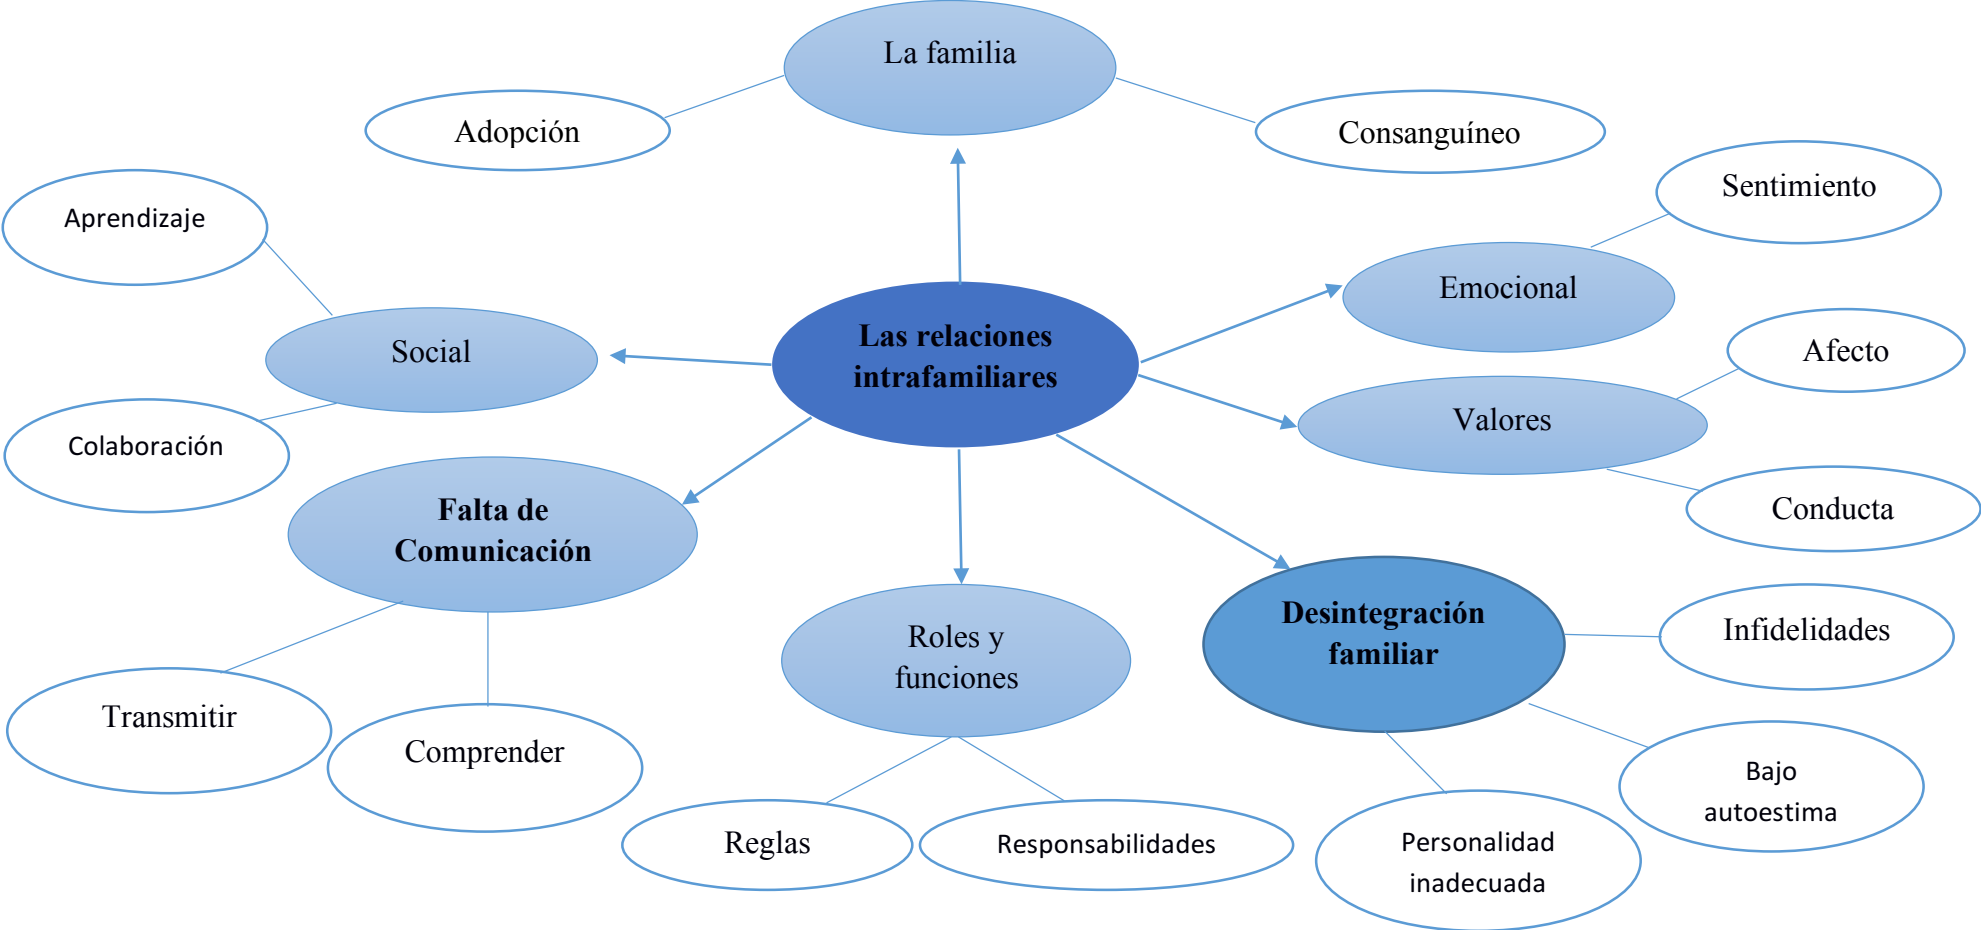 La familia
Adopción
Consanguíneo
Sentimiento
Aprendizaje
Emocional
Las relaciones
intrafamiliares
Social
Afecto
Valores
Colaboración
Conducta
Falta de
Comunicación
Desintegración
familiar
Infidelidades
Roles y
funciones
Transmitir
Comprender
Bajo
autoestima
Reglas
Responsabilidades
Personalidad
inadecuada